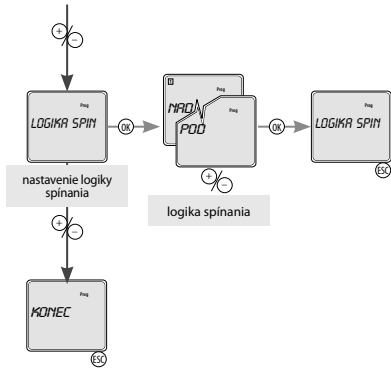 + −
Prog
LOGIKA SPIN
OK
1
Prog
NAD
Prog
POD
OK
Prog
LOGIKA SPIN
ESC
+ −
nastavenie logiky
spínania
logika spínania
+ −
Prog
KONEC
ESC